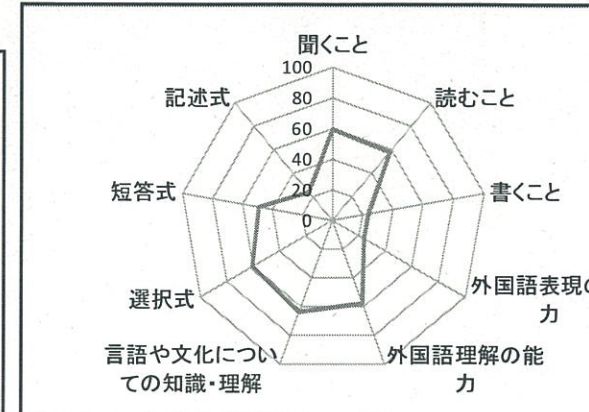 聞くこと
100
80
60
40
20
0
読むこと
書くこと
外国語表現の
力
外国語理解の能
力
言語や文化につい
ての知識・理解
選択式
短答式
記述式